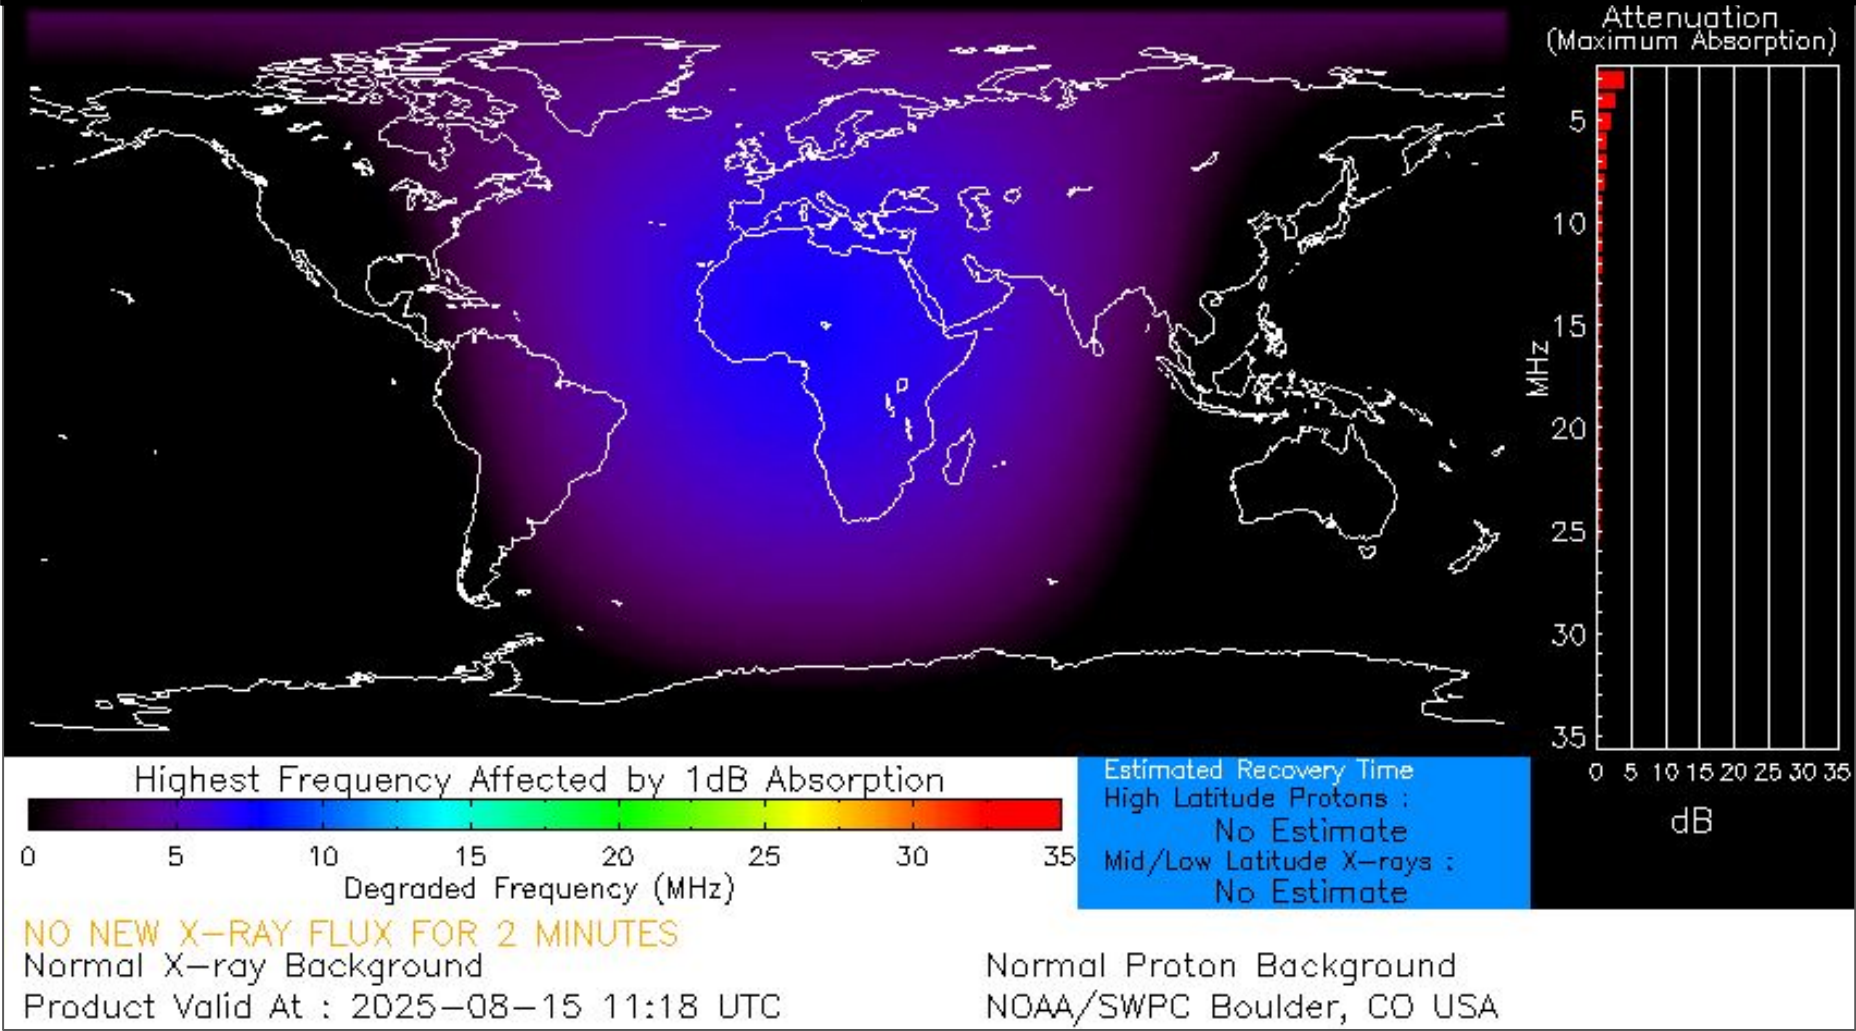 Attenuation
(Maximum Absorption)
5
10
15
20
25
30
35
MHz
0 5 10 15 20 25 30 35
dB
Highest Frequency Affected by 1dB Absorption
0 5 10 15 20 25 30 35
Degraded Frequency (MHz)
Estimated Recovery Time
High Latitude Protons :
No Estimate
Mid/Low Latitude X-rays :
No Estimate
NO NEW X-RAY FLUX FOR 2 MINUTES
Normal X-ray Background
Normal Proton Background
Product Valid At : 2025-08-15 11:18 UTC
NOAA/SWPC Boulder, CO USA